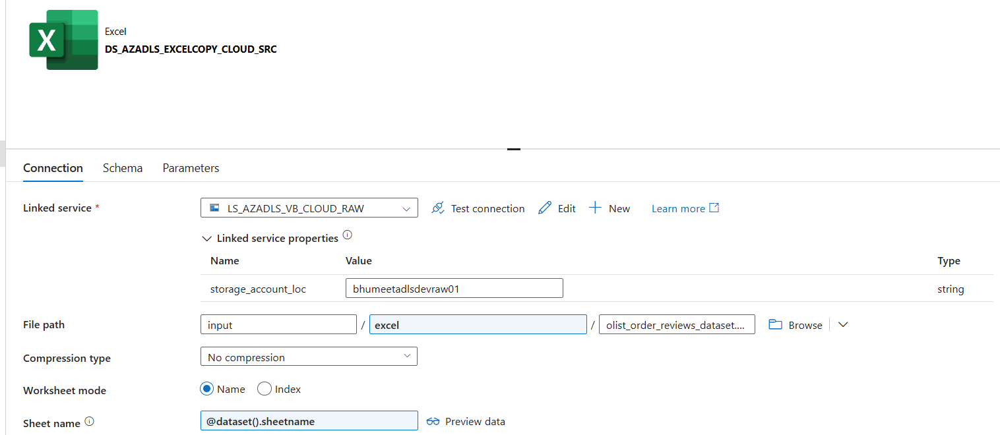 X
Excel
DS_AZADLS_EXCELCOPY_CLOUD_SRC
Connection Schema Parameters
Linked service * LS_AZADLS_VB_CLOUD_RAW Test connection Edit New Learn more
Linked service properties
Name Value Type
storage_account_loc bhumeetadlsdevraw01 string
File path input / excel / olist_order_reviews_dataset.... Browse
Compression type No compression
Worksheet mode Name Index
Sheet name @dataset().sheetname Preview data